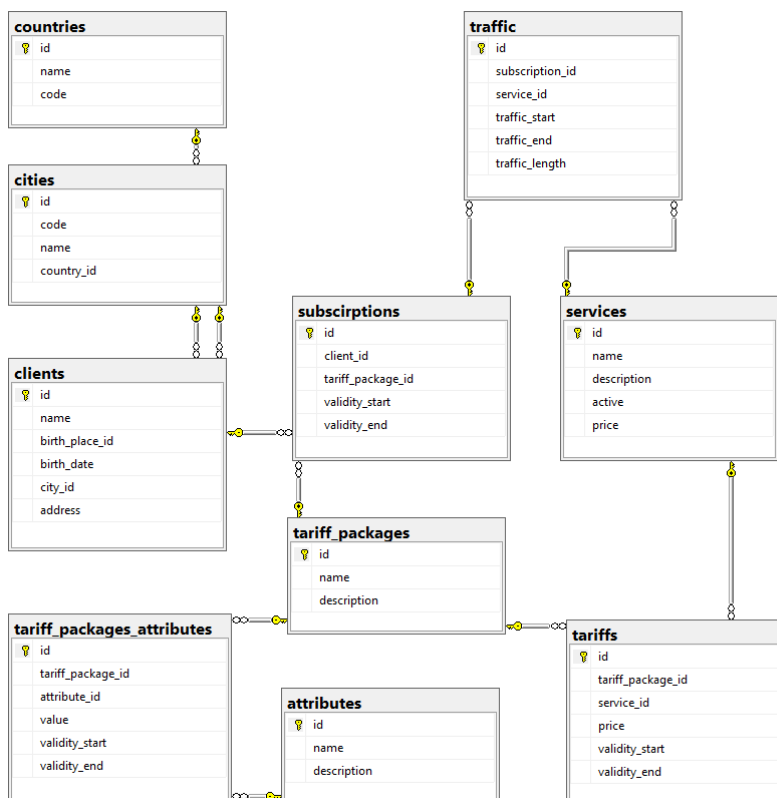 countries
id
name
code
cities
id
code
name
country_id
clients
id
name
birth_place_id
birth_date
city_id
address
traffic
id
subscription_id
service_id
traffic_start
traffic_end
traffic_length
subscirptions
id
client_id
tariff_package_id
validity_start
validity_end
services
id
name
description
active
price
tariff_packages
id
name
description
tariff_packages_attributes
id
tariff_package_id
attribute_id
value
validity_start
validity_end
attributes
id
name
description
tariffs
id
tariff_package_id
service_id
price
validity_start
validity_end